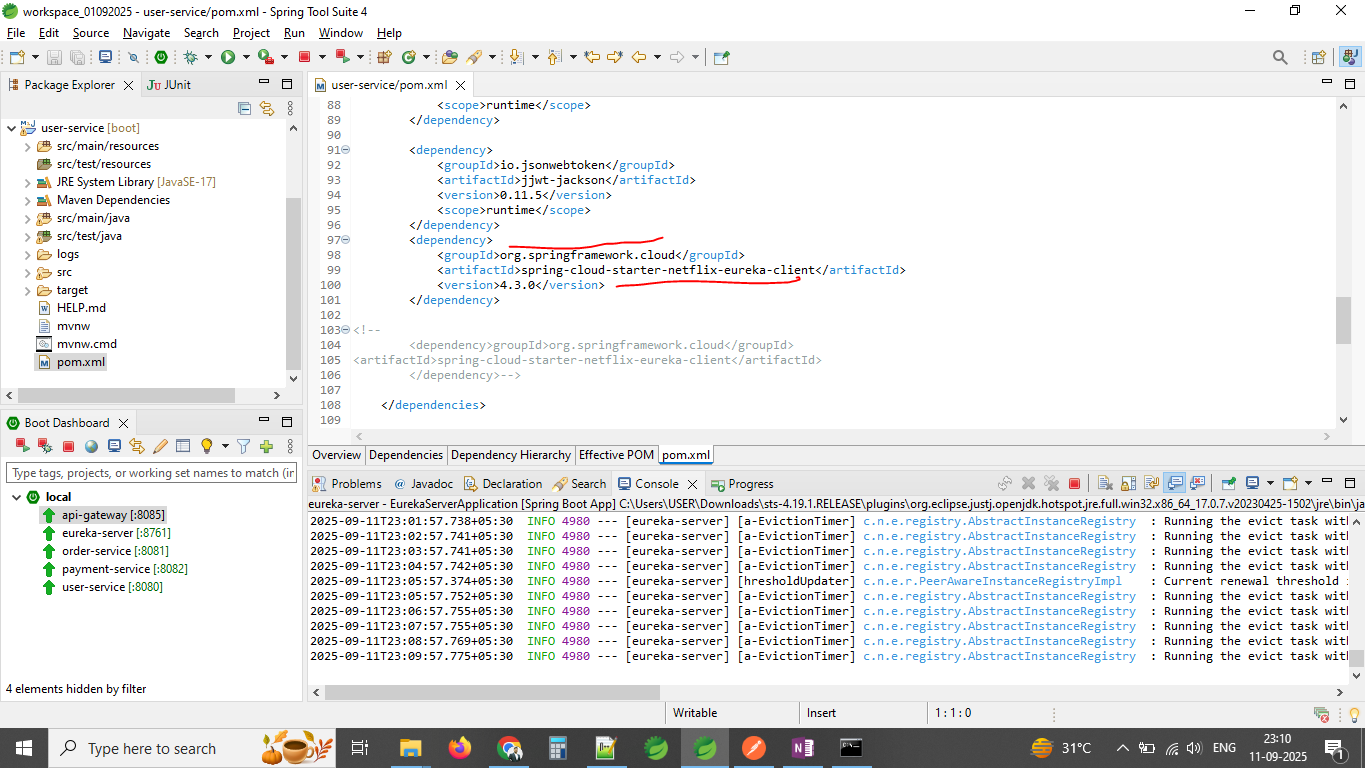 workspace_01092025 - user-service/pom.xml - Spring Tool Suite 4
File Edit Source Navigate Search Project Run Window Help
Package Explorer JUnit
user-service/pom.xml
user-service [boot]
src/main/resources
src/test/resources
JRE System Library [JavaSE-17]
Maven Dependencies
src/main/java
src/test/java
logs
src
target
HELP.md
mvnw
mvnw.cmd
pom.xml
88 <scope>runtime</scope>
89 </dependency>
90
91 <dependency>
92 <groupId>io.jsonwebtoken</groupId>
93 <artifactId>jjwt-jackson</artifactId>
94 <version>0.11.5</version>
95 <scope>runtime</scope>
96 </dependency>
97 <dependency>
98 <groupId>org.springframework.cloud</groupId>
99 <artifactId>spring-cloud-starter-netflix-eureka-client</artifactId>
100 <version>4.3.0</version>
101 </dependency>
102
103 <!--
104 <dependency>groupId>org.springframework.cloud</groupId>
105 <artifactId>spring-cloud-starter-netflix-eureka-client</artifactId>
106 </dependency>-->
107
108 </dependencies>
109
Overview Dependencies Dependency Hierarchy Effective POM pom.xml
Boot Dashboard
Type tags, projects, or working set names to match (in
local
api-gateway [:8085]
eureka-server [:8761]
order-service [:8081]
payment-service [:8082]
user-service [:8080]
4 elements hidden by filter
Problems Javadoc Declaration Search Console Progress
eureka-server - EurekaServerApplication [Spring Boot App] C:\Users\USER\Downloads\sts-4.19.1.RELEASE\plugins\org.eclipse.justj.openjdk.hotspot.jre.full.win32.x86_64_17.0.7.v20230425-1502\jre\bin\ja
2025-09-11T23:01:57.738+05:30 INFO 4980 --- [eureka-server] [a-EvictionTimer] c.n.e.registry.AbstractInstanceRegistry : Running the evict task wit
2025-09-11T23:02:57.741+05:30 INFO 4980 --- [eureka-server] [a-EvictionTimer] c.n.e.registry.AbstractInstanceRegistry : Running the evict task wit
2025-09-11T23:03:57.741+05:30 INFO 4980 --- [eureka-server] [a-EvictionTimer] c.n.e.registry.AbstractInstanceRegistry : Running the evict task wit
2025-09-11T23:04:57.742+05:30 INFO 4980 --- [eureka-server] [a-EvictionTimer] c.n.e.registry.AbstractInstanceRegistry : Running the evict task wit
2025-09-11T23:05:57.374+05:30 INFO 4980 --- [eureka-server] [hresholdUpdater] c.n.e.r.PeerAwareInstanceRegistryImpl : Current renewal threshold
2025-09-11T23:05:57.752+05:30 INFO 4980 --- [eureka-server] [a-EvictionTimer] c.n.e.registry.AbstractInstanceRegistry : Running the evict task wit
2025-09-11T23:06:57.755+05:30 INFO 4980 --- [eureka-server] [a-EvictionTimer] c.n.e.registry.AbstractInstanceRegistry : Running the evict task wit
2025-09-11T23:07:57.755+05:30 INFO 4980 --- [eureka-server] [a-EvictionTimer] c.n.e.registry.AbstractInstanceRegistry : Running the evict task wit
2025-09-11T23:08:57.769+05:30 INFO 4980 --- [eureka-server] [a-EvictionTimer] c.n.e.registry.AbstractInstanceRegistry : Running the evict task wit
2025-09-11T23:09:57.775+05:30 INFO 4980 --- [eureka-server] [a-EvictionTimer] c.n.e.registry.AbstractInstanceRegistry : Running the evict task wit
Writable Insert 1 : 1 : 0
Type here to search
31°C ENG 23:10
11-09-2025
1